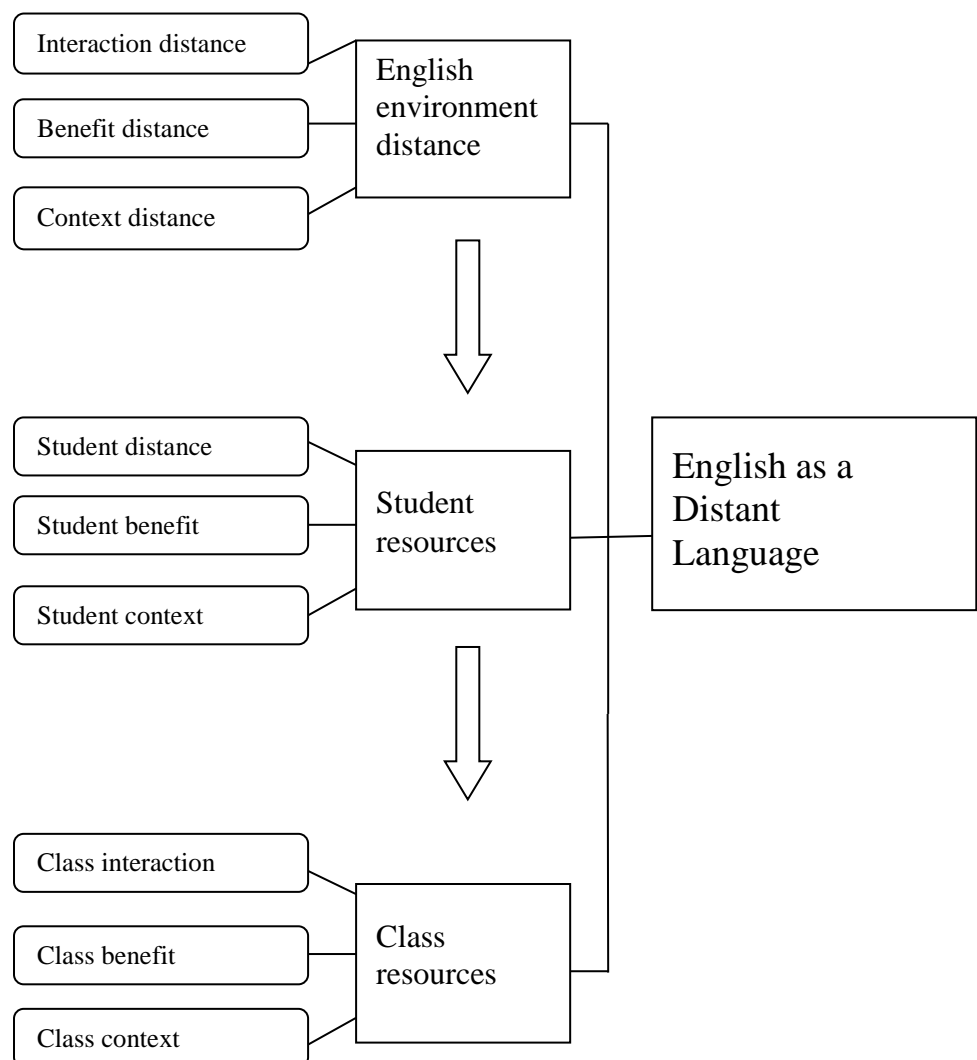 Interaction distance
Benefit distance
Context distance
English
environment
distance
Student distance
Student benefit
Student context
Student
resources
English as a
Distant
Language
Class interaction
Class benefit
Class context
Class
resources